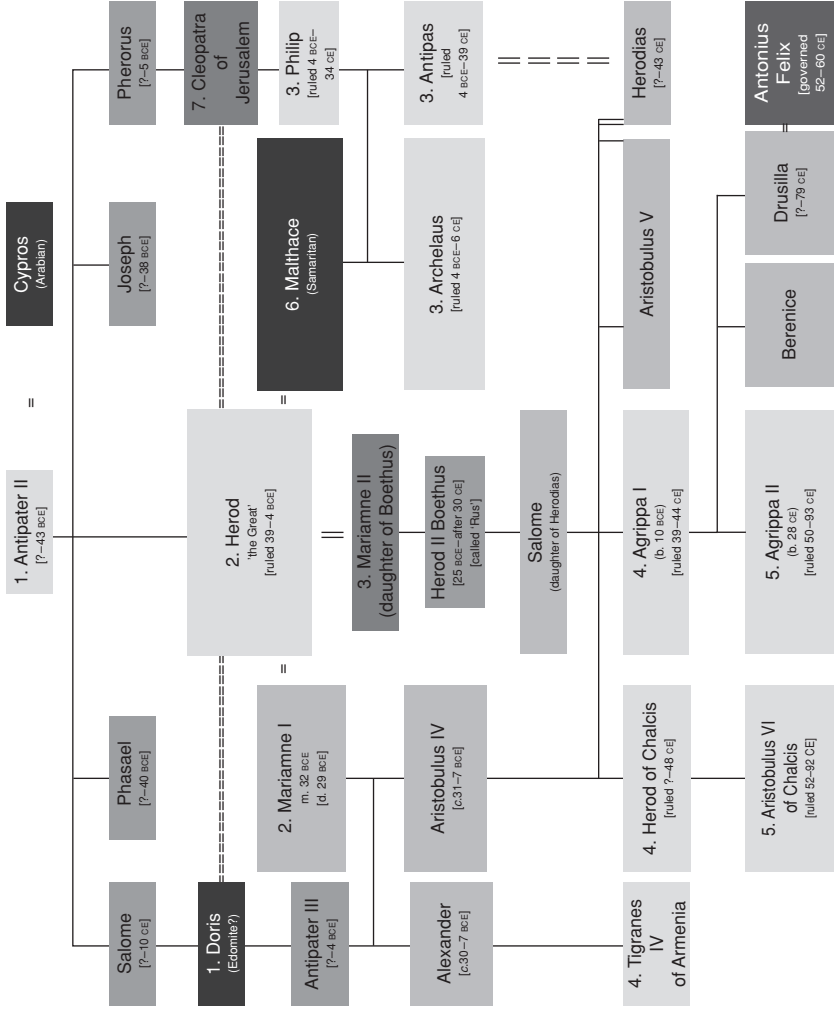 1. Antipater II
[?–43 BCE]
=
Cypros
(Arabian)
Salome
[?–10 CE]
Phasael
[?–40 BCE]
Joseph
[?–38 BCE]
Pherorus
[?–5 BCE]
1. Doris
(Edomite?)
2. Herod
'the Great'
[ruled 39–4 BCE]
7. Cleopatra
of
Jerusalem
Antipater III
[?–4 BCE]
2. Mariamne I
m. 32 BCE
[d. 29 BCE]
=
=
6. Malthace
(Samaritan)
3. Philip
[ruled 4 BCE–
34 CE]
3. Mariamne II
(daughter of Boethus)
Alexander
[c.30–7 BCE]
Aristobulus IV
[c.31–7 BCE]
Herod II Boethus
[25 BCE–after 30 CE]
[called 'Rus']
3. Archelaus
[ruled 4 BCE–6 CE]
3. Antipas
[ruled
4 BCE–39 CE]
Salome
(daughter of Herodias)
4. Tigranes
IV
of Armenia
4. Herod of Chalcis
[ruled ?–48 CE]
4. Agrippa I
(b. 10 BCE)
[ruled 39–44 CE]
Aristobulus V
Herodias
[?–43 CE]
5. Aristobulus VI
of Chalcis
[ruled 52–92 CE]
5. Agrippa II
(b. 28 CE)
[ruled 50–93 CE]
Berenice
Drusilla
[?–79 CE]
=
Antonius
Felix
[governed
52–60 CE]